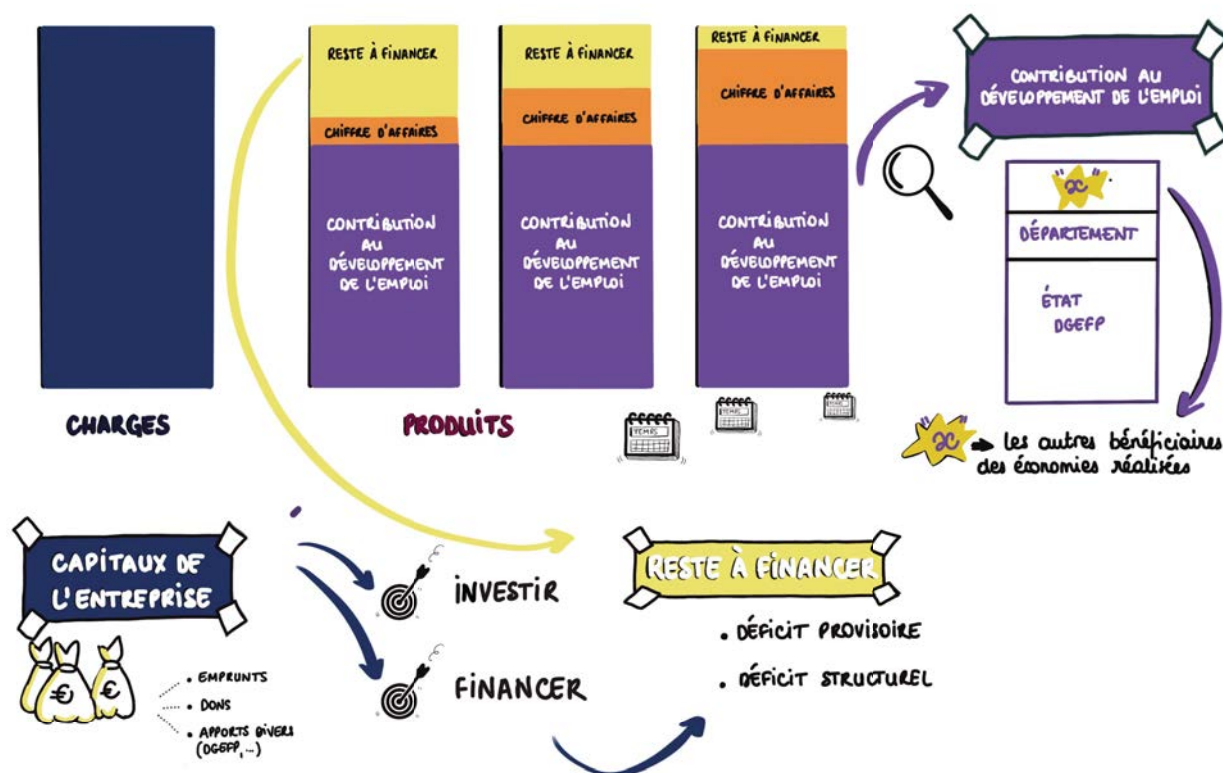 RESTE À FINANCER
CHIFFRE D'AFFAIRES
CONTRIBUTION
AU
DÉVELOPPEMENT
DE L'EMPLOI
RESTE À FINANCER
CHIFFRE D'AFFAIRES
CONTRIBUTION
AU
DÉVELOPPEMENT
DE L'EMPLOI
RESTE À FINANCER
CHIFFRE D'AFFAIRES
CONTRIBUTION
AU
DÉVELOPPEMENT
DE L'EMPLOI
CONTRIBUTION AU
DÉVELOPPEMENT DE L'EMPLOI
"x"
DÉPARTEMENT
ÉTAT
DGEFP
CHARGES
PRODUITS
TEMPS
TEMPS
TEMPS
"x" les autres bénéficiaires
des économies réalisées
CAPITAUX DE
L'ENTREPRISE
€ €
• EMPRUNTS
• DONS
• APPORTS DIVERS
(DGEFP,...)
INVESTIR
FINANCER
RESTE À FINANCER
• DÉFICIT PROVISOIRE
• DÉFICIT STRUCTUREL